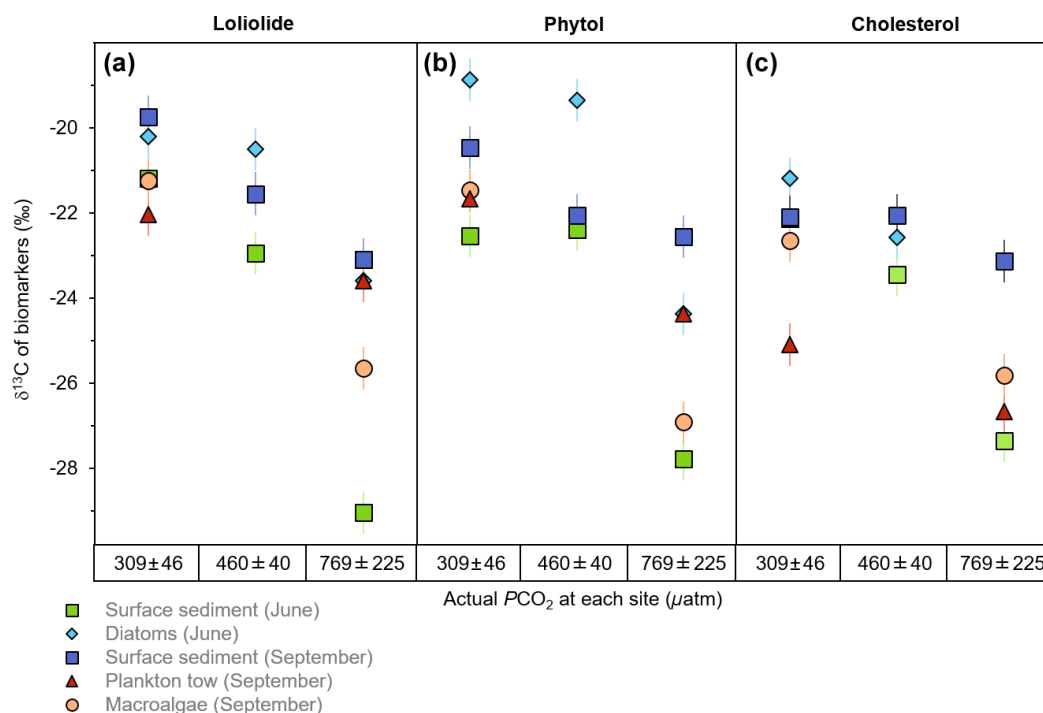 Loliolide Phytol Cholesterol
(a) (b) (c)
-20
-22
-24
-26
-28
δ¹³C of biomarkers (‰)
309±46 460±40 769±225 309±46 460±40 769±225 309±46 460±40 769±225
Actual PCO₂ at each site (µatm)
Surface sediment (June)
Diatoms (June)
Surface sediment (September)
Plankton tow (September)
Macroalgae (September)